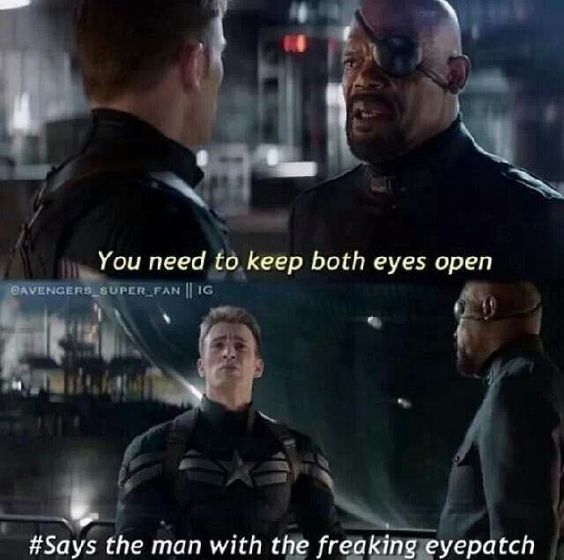 You need to keep both eyes open
@AVENGERS_SUPER_FAN || IG
#Says the man with the freaking eyepatch